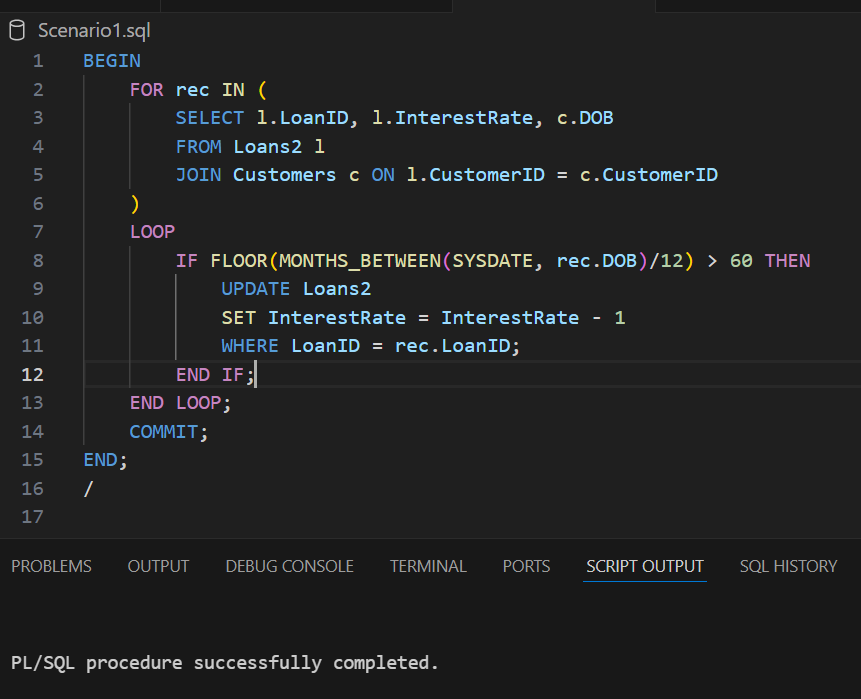 Scenario1.sql
1 BEGIN
2     FOR rec IN (
3         SELECT l.LoanID, l.InterestRate, c.DOB
4         FROM Loans2 l
5         JOIN Customers c ON l.CustomerID = c.CustomerID
6     )
7     LOOP
8         IF FLOOR(MONTHS_BETWEEN(SYSDATE, rec.DOB)/12) > 60 THEN
9             UPDATE Loans2
10             SET InterestRate = InterestRate - 1
11             WHERE LoanID = rec.LoanID;
12         END IF;
13     END LOOP;
14     COMMIT;
15 END;
16 /
17
PROBLEMS OUTPUT DEBUG CONSOLE TERMINAL PORTS SCRIPT OUTPUT SQL HISTORY
PL/SQL procedure successfully completed.